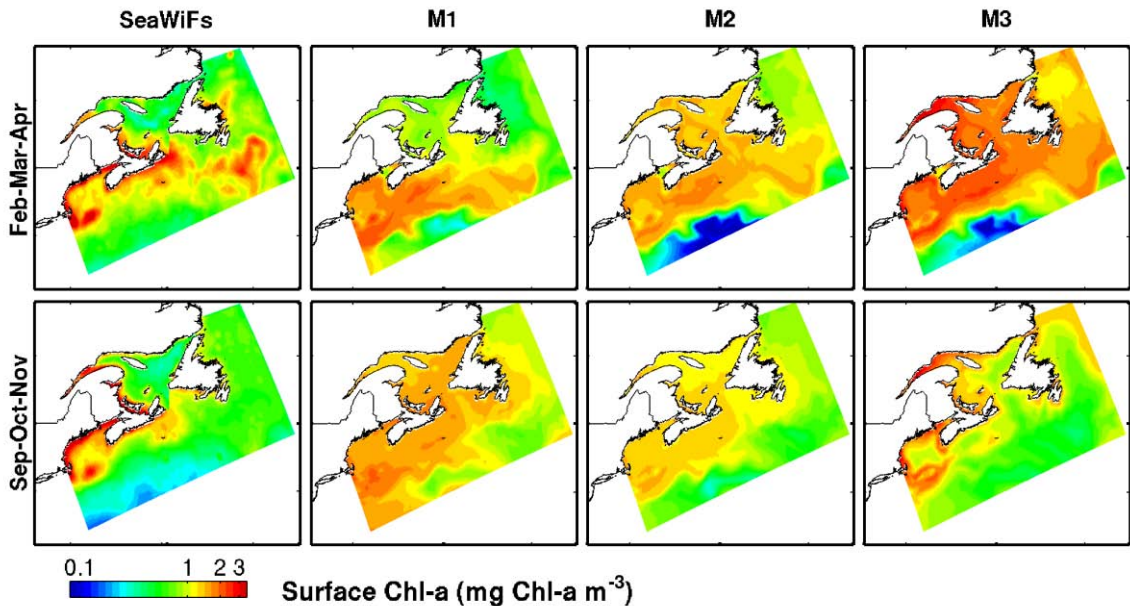 SeaWiFs M1 M2 M3
Feb-Mar-Apr
Sep-Oct-Nov
0.1 1 2 3
Surface Chl-a (mg Chl-a m⁻³)